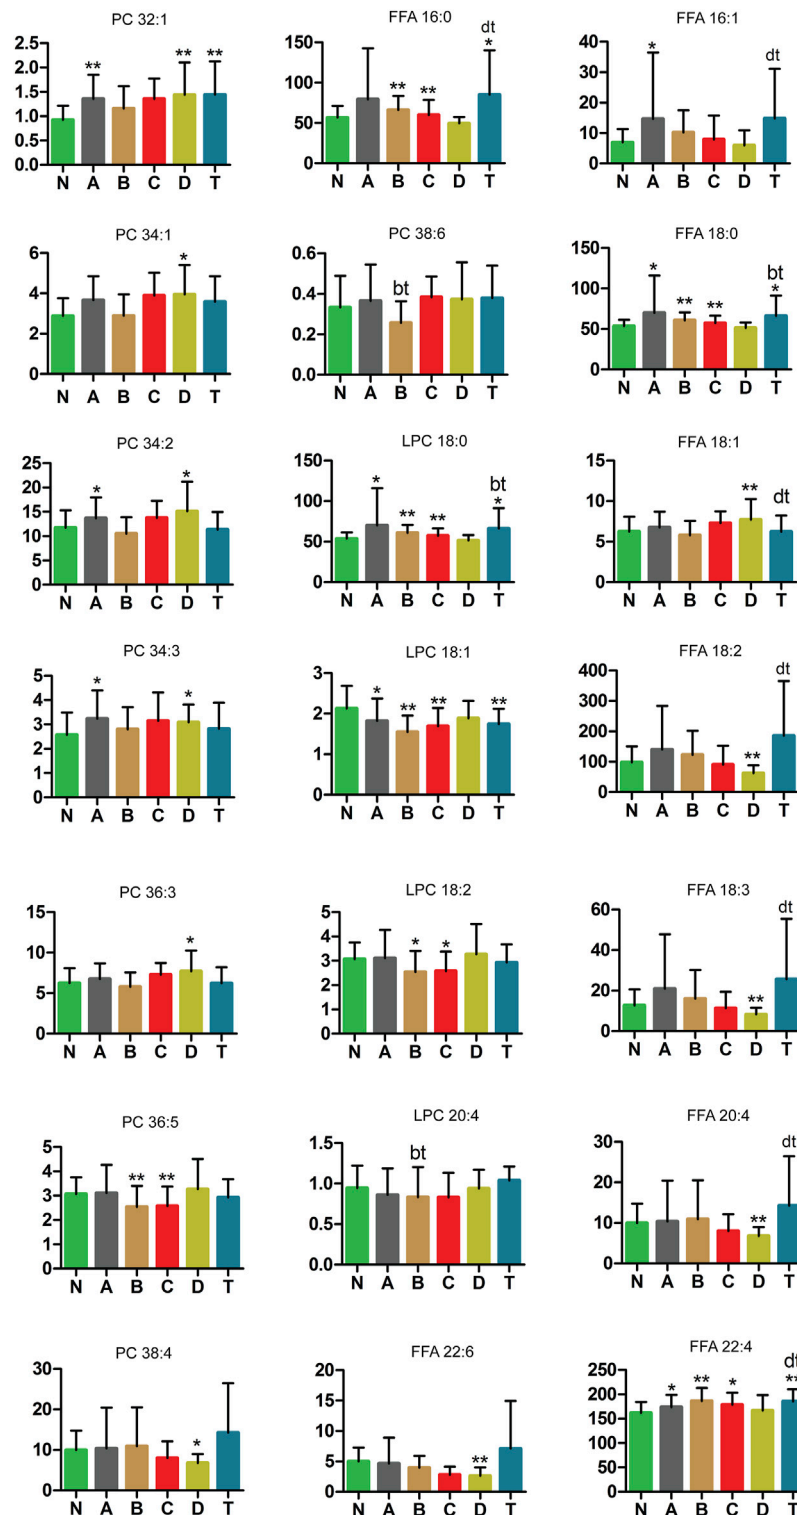 PC 32:1
2.5
2.0
1.5
1.0
0.5
0.0
** ** **
N A B C D T
FFA 16:0
150
100
50
0
dt
** ** *
N A B C D T
FFA 16:1
40
30
20
10
0
* dt
N A B C D T
PC 34:1
6
4
2
0
*
N A B C D T
PC 38:6
0.6
0.4
0.2
0.0
bt
N A B C D T
FFA 18:0
150
100
50
0
bt
* ** ** *
N A B C D T
PC 34:2
25
20
15
10
5
0
* *
N A B C D T
LPC 18:0
150
100
50
0
bt
* ** ** *
N A B C D T
FFA 18:1
15
10
5
0
** dt
N A B C D T
PC 34:3
5
4
3
2
1
0
* *
N A B C D T
LPC 18:1
3
2
1
0
* ** ** **
N A B C D T
FFA 18:2
400
300
200
100
0
dt
**
N A B C D T
PC 36:3
15
10
5
0
*
N A B C D T
LPC 18:2
5
4
3
2
1
0
* *
N A B C D T
FFA 18:3
60
40
20
0
dt
**
N A B C D T
PC 36:5
5
4
3
2
1
0
** **
N A B C D T
LPC 20:4
1.5
1.0
0.5
0.0
bt
N A B C D T
FFA 20:4
30
20
10
0
dt
**
N A B C D T
PC 38:4
30
20
10
0
*
N A B C D T
FFA 22:6
20
15
10
5
0
**
N A B C D T
FFA 22:4
250
200
150
100
50
0
dt
* ** * **
N A B C D T